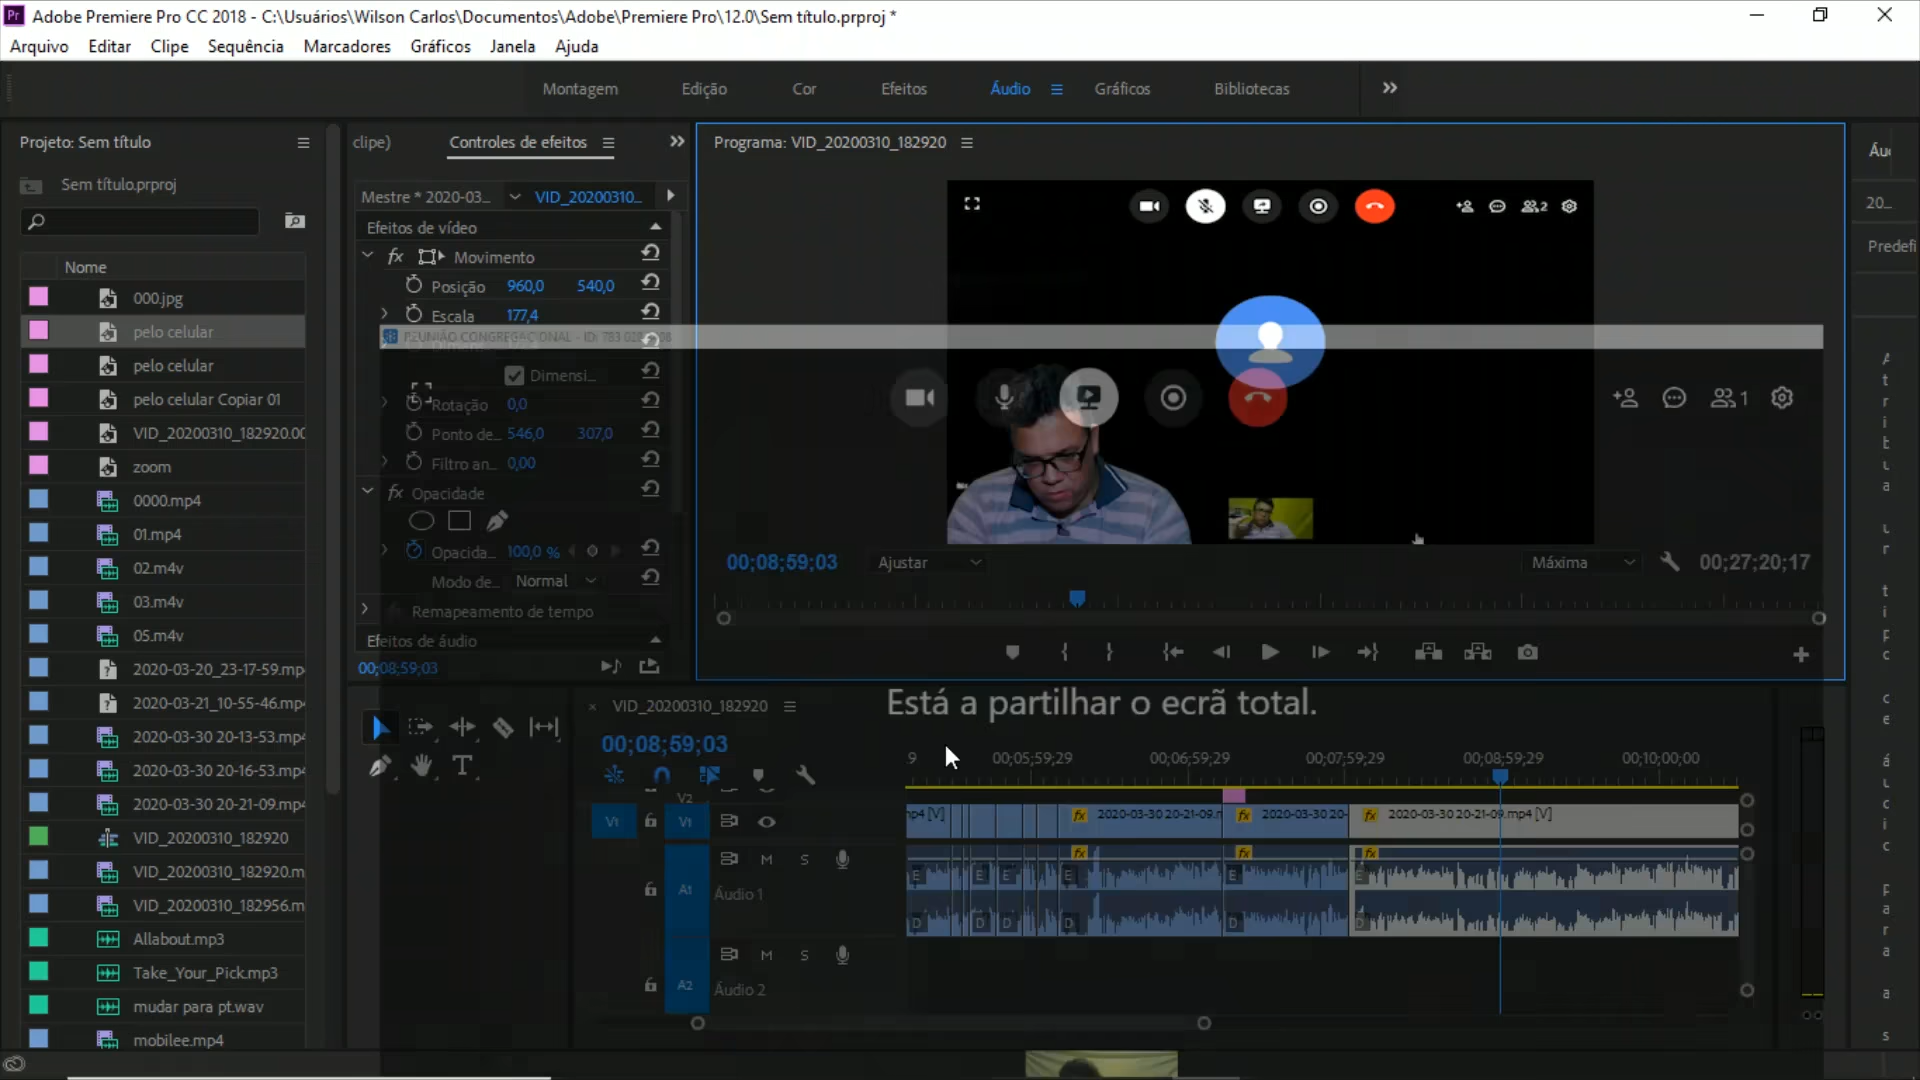 Adobe Premiere Pro CC 2018 - C:\Usuários\Wilson Carlos\Documentos\Adobe\Premiere Pro\12.0\Sem título.prproj *
Arquivo Editar Clipe Sequência Marcadores Gráficos Janela Ajuda
Montagem Edição Cor Efeitos Áudio Gráficos Bibliotecas
Projeto: Sem título
Sem título.prproj
Nome
000.jpg
pelo celular
pelo celular
pelo celular Copiar 01
VID_20200310_182920.00
zoom
0000.mp4
01.mp4
02.m4v
03.m4v
05.m4v
2020-03-20_23-17-59.mp
2020-03-21_10-55-46.mp
2020-03-30 20-13-53.mp4
2020-03-30 20-16-53.mp4
2020-03-30 20-21-09.mp4
VID_20200310_182920
VID_20200310_182920.m
VID_20200310_182956.m
Allabout.mp3
Take_Your_Pick.mp3
mudar para pt.wav
mobilee.mp4
clipe) Controles de efeitos
Mestre * 2020-03... VID_20200310...
Efeitos de vídeo
fx Movimento
Posição 960,0 540,0
Escala 177,4
REUNIÃO CONGREGACIONAL - ID: 783
Dimensi...
Rotação 0,0
Ponto de... 546,0 307,0
Filtro an... 0,00
fx Opacidade
Opacida... 100,0 %
Modo de... Normal
Remapeamento de tempo
Efeitos de áudio
00;08;59;03
Programa: VID_20200310_182920
2
1
00;08;59;03 Ajustar Máxima 00;27;20;17
Está a partilhar o ecrã total.
VID_20200310_182920
00;08;59;03
9 00;05;59;29 00;06;59;29 00;07;59;29 00;08;59;29 00;10;00;00
V2
V1 V1
np4 [V] fx 2020-03-30 20-21-09.m fx 2020-03-30 20- fx 2020-03-30 20-21-09.mp4 [V]
A1 M S
Áudio 1
E E E E E E
D D D D D D
A2 M S
Áudio 2
Áu
20...
Predefi
A
t
r
i
b
u
a
u
r
t
i
p
c
c
e
á
u
c
i
c
p
a
r
a
a
s